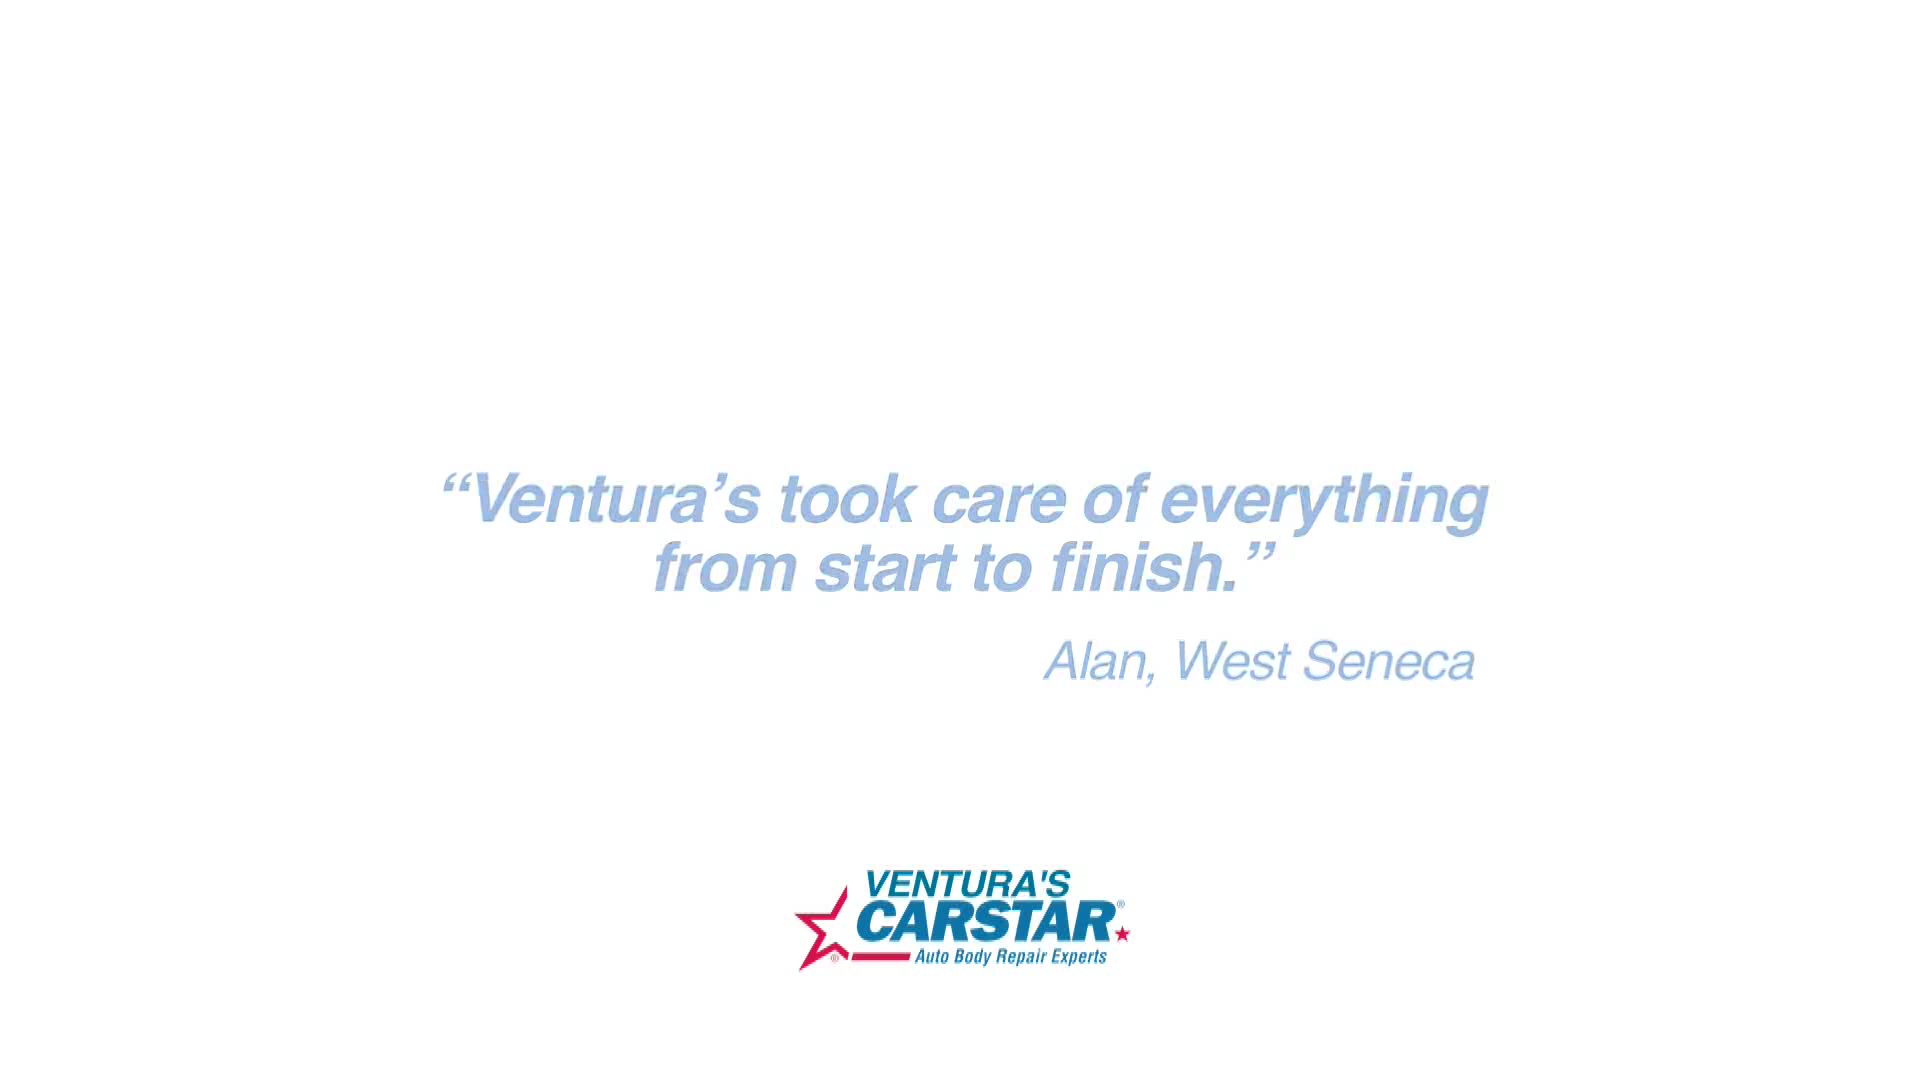 “Ventura’s took care of everything
from start to finish.”
Alan, West Seneca
VENTURA'S
CARSTAR®
® Auto Body Repair Experts